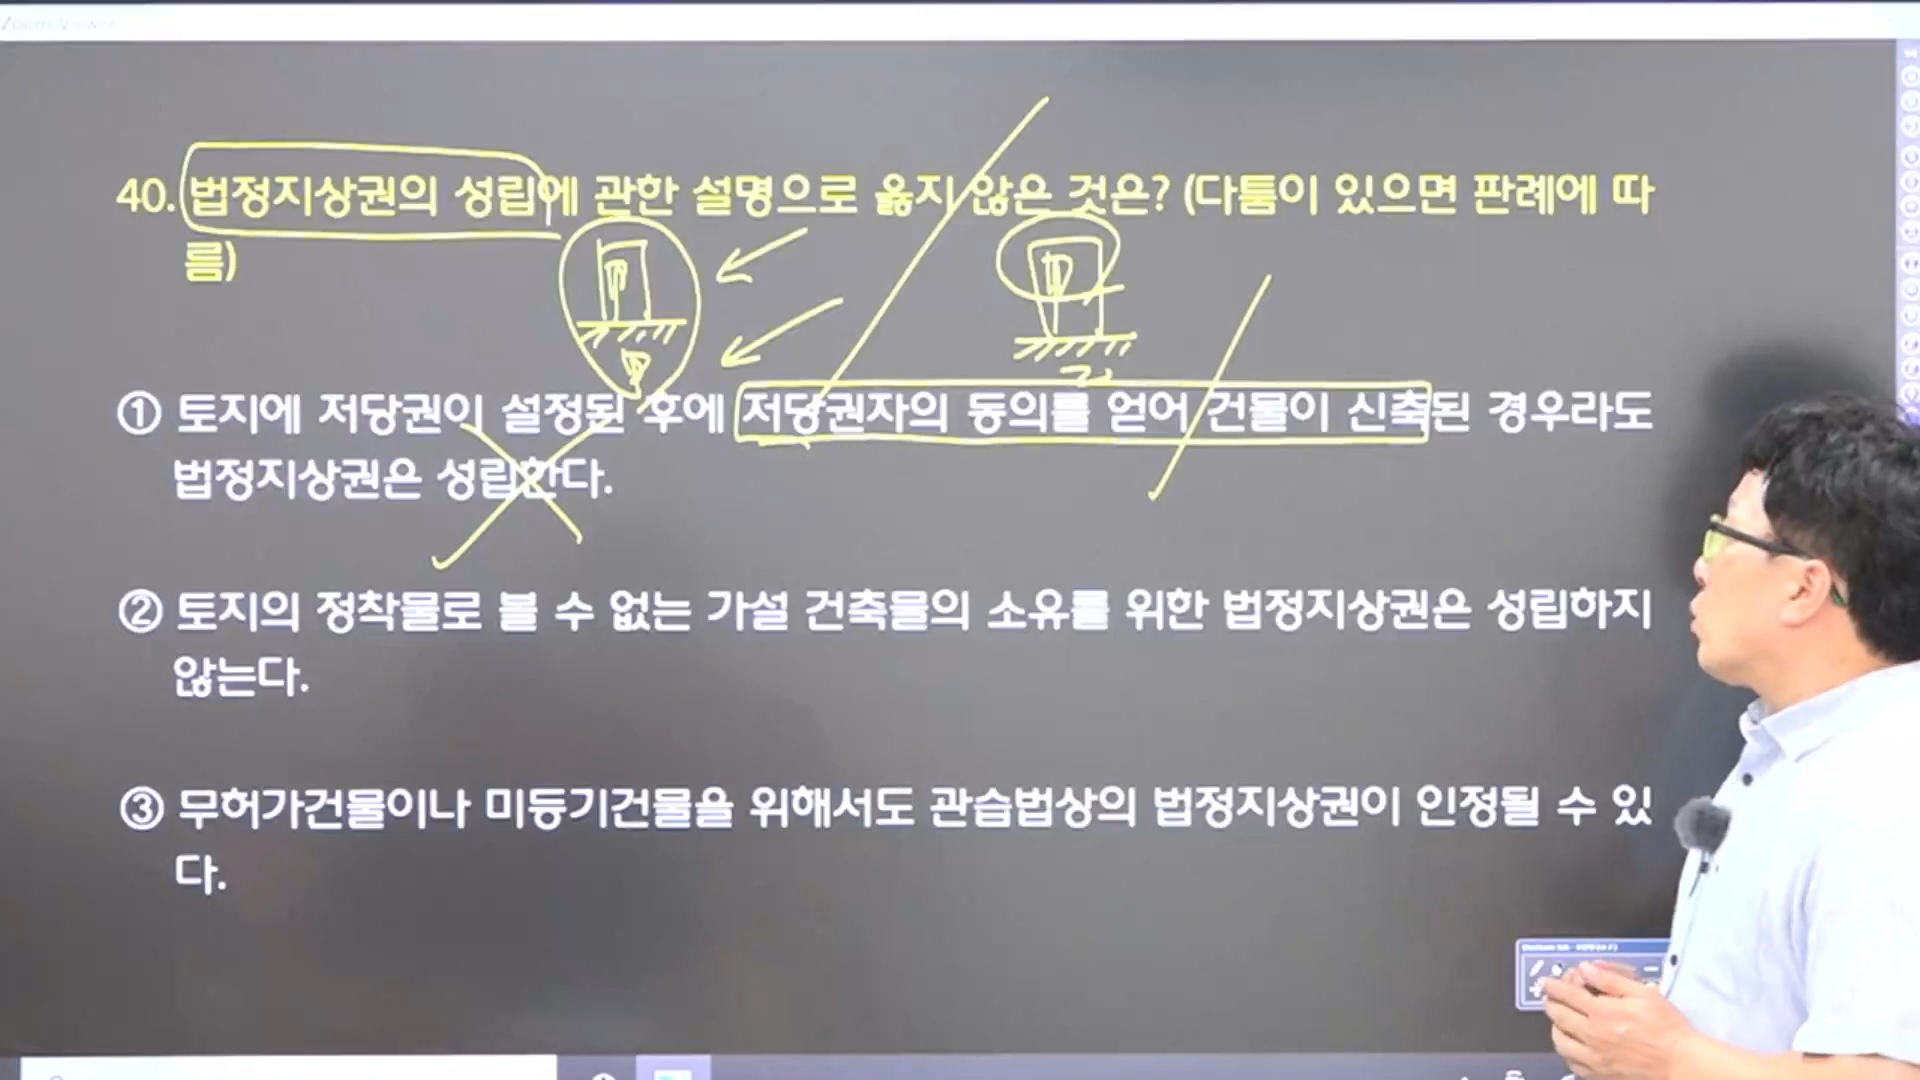 Zoom Viewer
40. 법정지상권의 성립에 관한 설명으로 옳지 않은 것은? (다툼이 있으면 판례에 따
름)
① 토지에 저당권이 설정된 후에 저당권자의 동의를 얻어 건물이 신축된 경우라도
법정지상권은 성립한다.
② 토지의 정착물로 볼 수 없는 가설 건축물의 소유를 위한 법정지상권은 성립하지
않는다.
③ 무허가건물이나 미등기건물을 위해서도 관습법상의 법정지상권이 인정될 수 있
다.